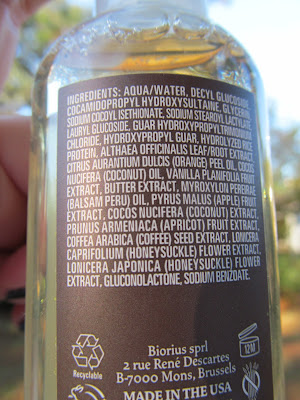 INGREDIENTS: AQUA/WATER, DECYL GLUCOSIDE,
COCAMIDOPROPYL HYDROXYSULTAINE, GLYCERIN,
SODIUM COCOYL ISETHIONATE, SODIUM STEAROYL LACTYLATE,
LAURYL GLUCOSIDE, GUAR HYDROXYPROPYLTRIMONIUM
CHLORIDE, HYDROXYPROPYL GUAR, HYDROLYZED RICE
PROTEIN, ALTHAEA OFFICINALIS LEAF/ROOT EXTRACT,
CITRUS AURANTIUM DULCIS (ORANGE) PEEL OIL, COCOS
NUCIFERA (COCONUT) OIL, VANILLA PLANIFOLIA FRUIT
EXTRACT, BUTTER EXTRACT, MYROXYLON PEREIRAE
(BALSAM PERU) OIL, PYRUS MALUS (APPLE) FRUIT
EXTRACT, COCOS NUCIFERA (COCONUT) EXTRACT,
PRUNUS ARMENIACA (APRICOT) FRUIT EXTRACT,
COFFEA ARABICA (COFFEE) SEED EXTRACT, LONICERA
CAPRIFOLIUM (HONEYSUCKLE) FLOWER EXTRACT,
LONICERA JAPONICA (HONEYSUCKLE) FLOWER
EXTRACT, GLUCONOLACTONE, SODIUM BENZOATE.
Recyclable
12M
Biorius sprl
2 rue René Descartes
B-7000 Mons, Brussels
MADE IN THE USA